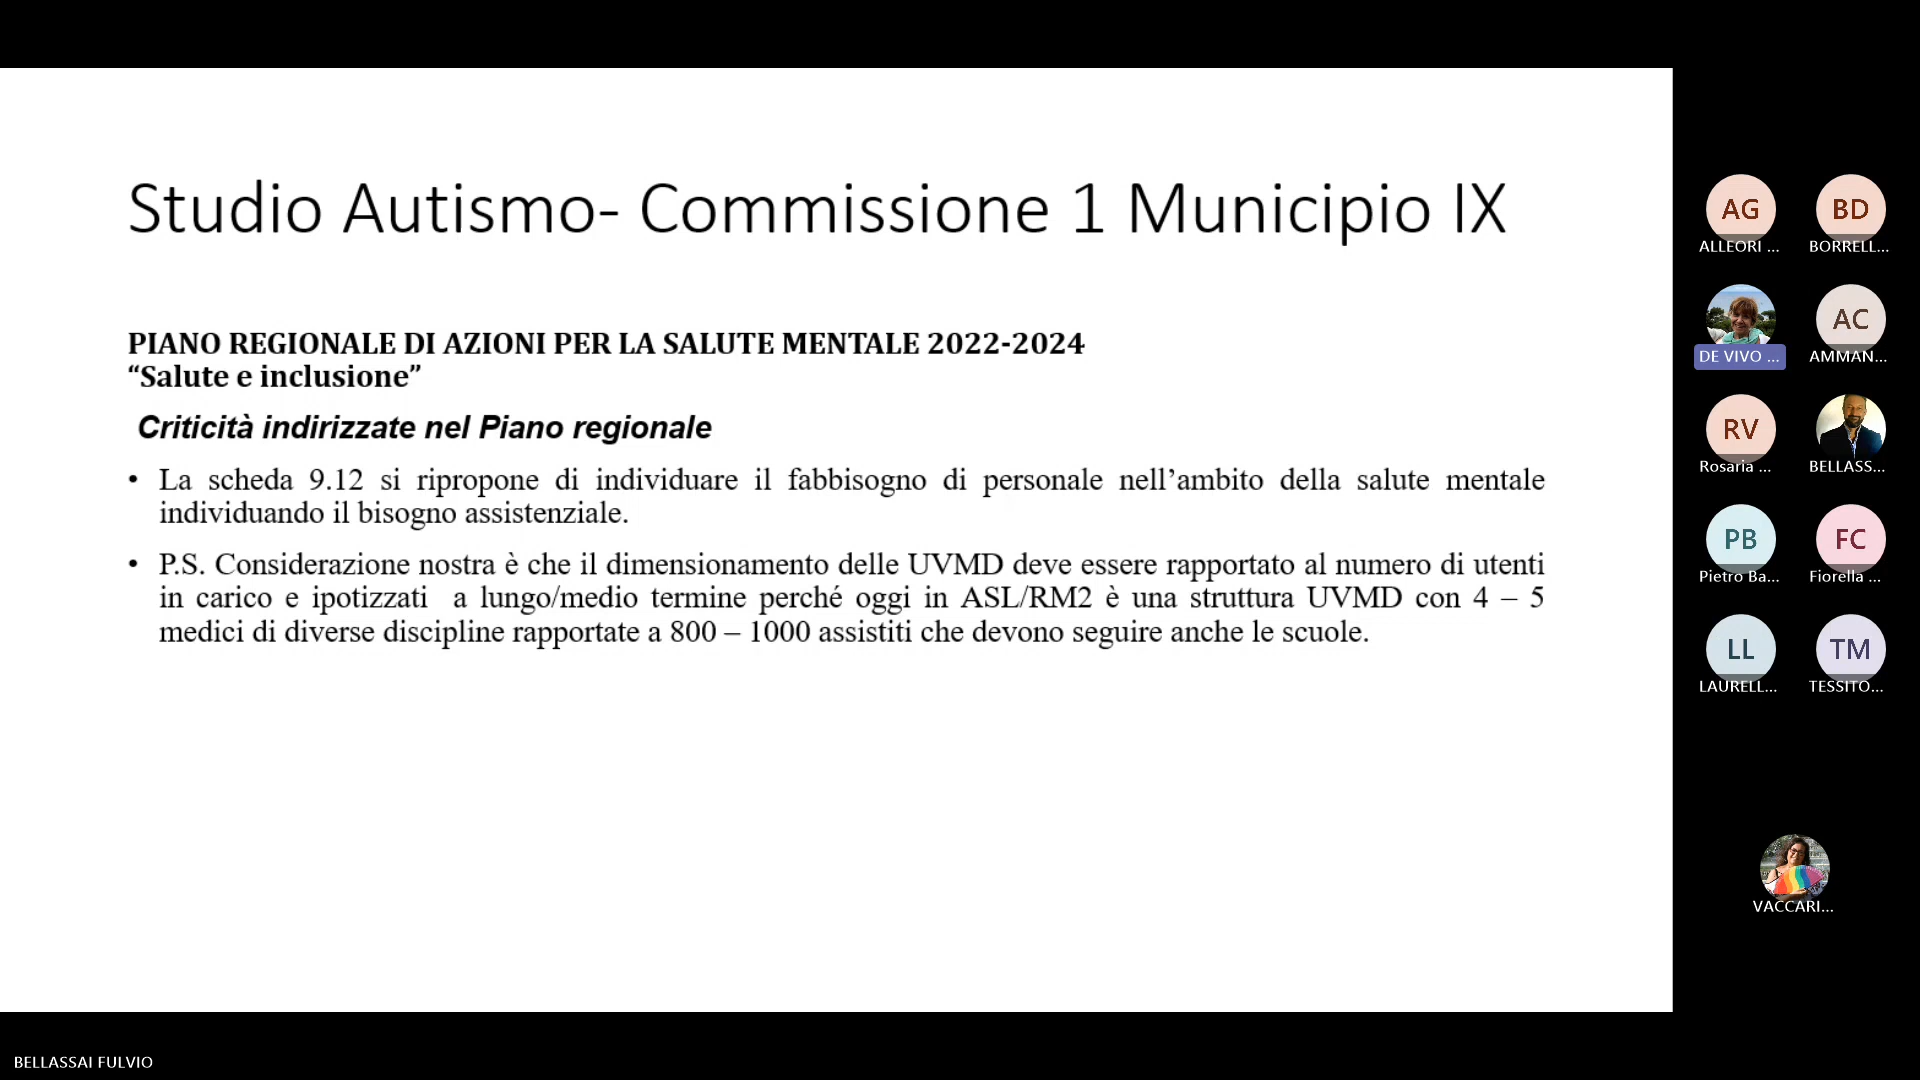 Studio Autismo- Commissione 1 Municipio IX
PIANO REGIONALE DI AZIONI PER LA SALUTE MENTALE 2022-2024
“Salute e inclusione”
Criticità indirizzate nel Piano regionale
• La scheda 9.12 si ripropone di individuare il fabbisogno di personale nell’ambito della salute mentale
individuando il bisogno assistenziale.
• P.S. Considerazione nostra è che il dimensionamento delle UVMD deve essere rapportato al numero di utenti
in carico e ipotizzati a lungo/medio termine perché oggi in ASL/RM2 è una struttura UVMD con 4 – 5
medici di diverse discipline rapportate a 800 – 1000 assistiti che devono seguire anche le scuole.
AG
ALLEORI ...
BD
BORRELL...
DE VIVO ...
AC
AMMAN...
RV
Rosaria ...
BELLASS...
PB
Pietro Ba...
FC
Fiorella ...
LL
LAURELL...
TM
TESSITO...
VACCARI...
BELLASSAI FULVIO